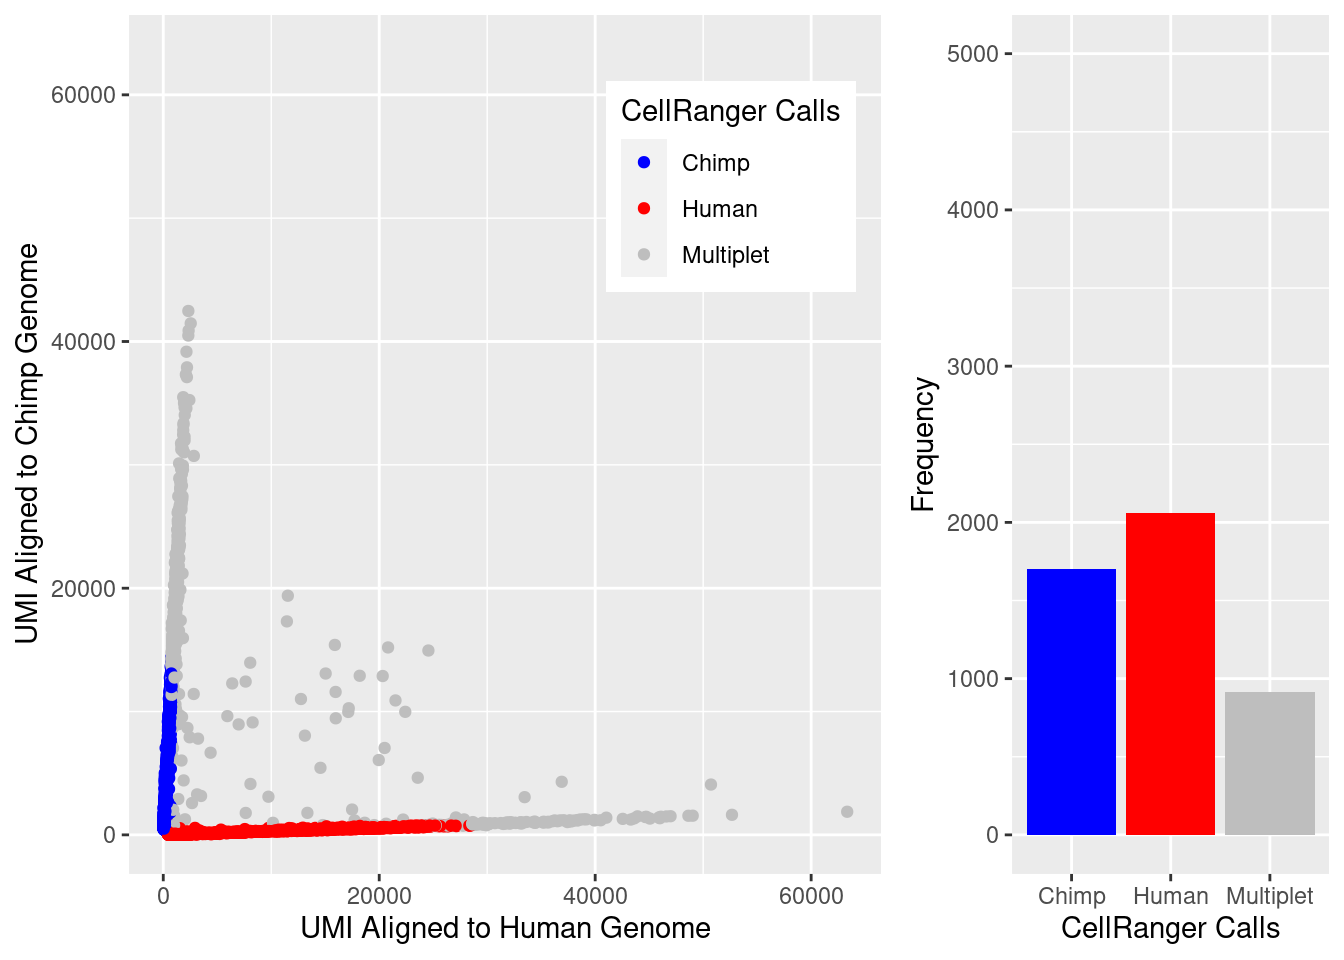 UMI Aligned to Chimp Genome
60000
40000
20000
0
0
20000
40000
60000
UMI Aligned to Human Genome
CellRanger Calls
Chimp
Human
Multiplet
Frequency
5000
4000
3000
2000
1000
0
Chimp
Human
Multiplet
CellRanger Calls